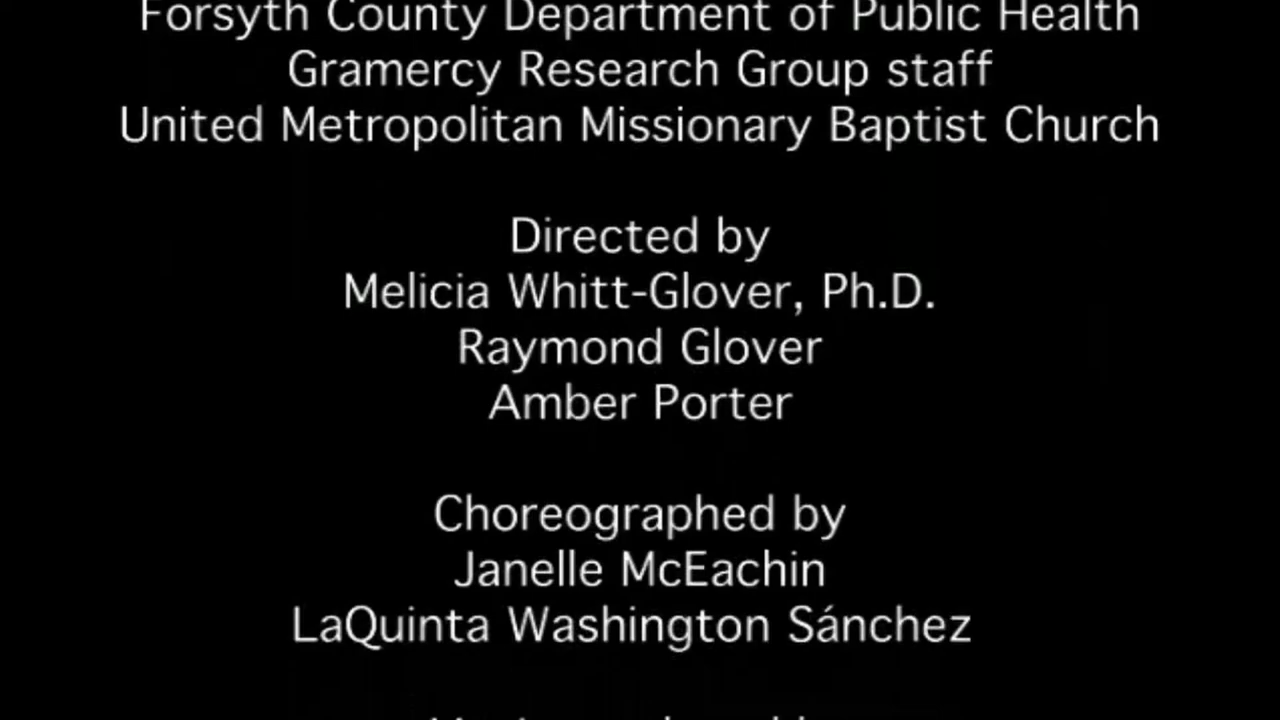 Forsyth County Department of Public Health
Gramercy Research Group staff
United Metropolitan Missionary Baptist Church
Directed by
Melicia Whitt-Glover, Ph.D.
Raymond Glover
Amber Porter
Choreographed by
Janelle McEachin
LaQuinta Washington Sánchez